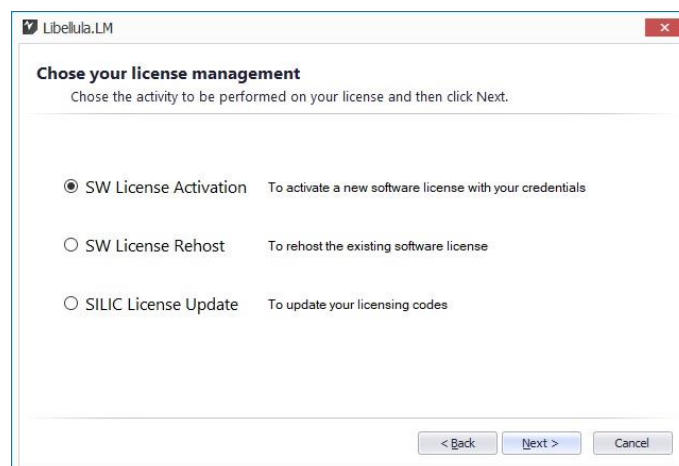 Libellula.LM
Chose your license management
Chose the activity to be performed on your license and then click Next.
SW License Activation To activate a new software license with your credentials
SW License Rehost To rehost the existing software license
SILIC License Update To update your licensing codes
< Back Next > Cancel